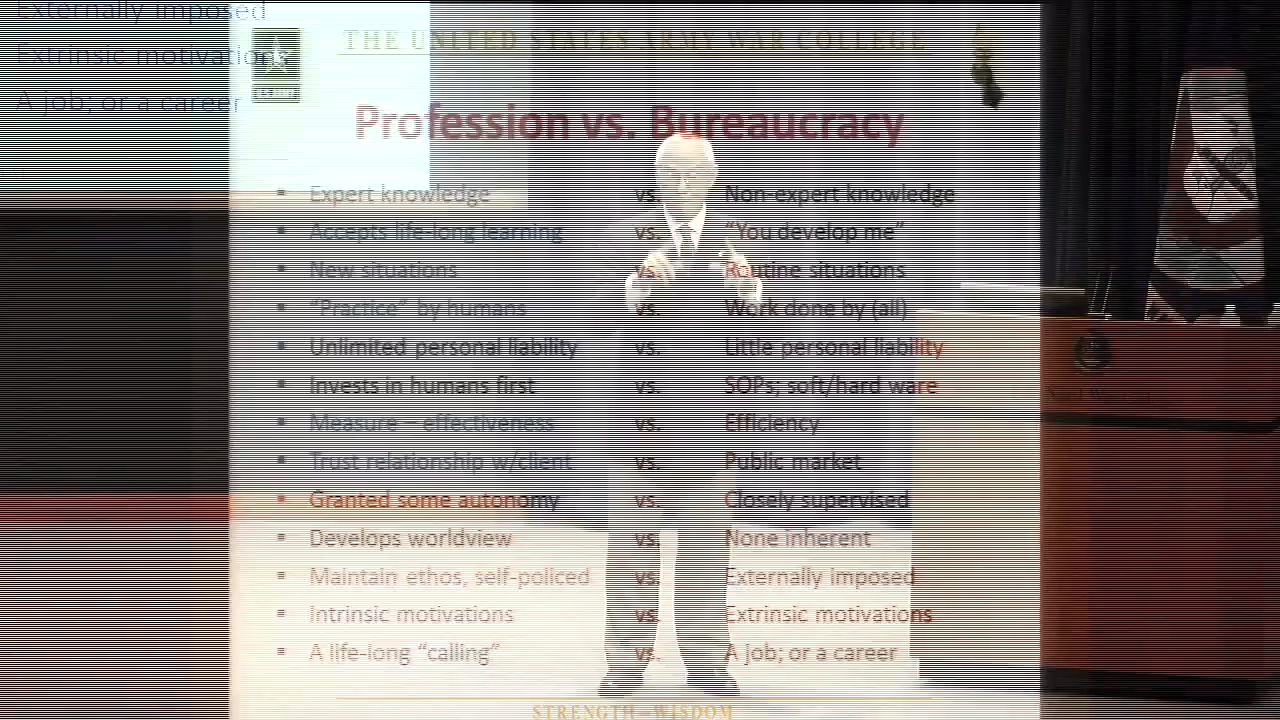 Externally imposed
Extrinsic motivations
A job; or a career
THE UNITED STATES ARMY WAR COLLEGE
Profession vs. Bureaucracy
▪ Expert knowledge vs. Non-expert knowledge
▪ Accepts life-long learning vs. “You develop me”
▪ New situations vs. Routine situations
▪ “Practice” by humans vs. Work done by (all)
▪ Unlimited personal liability vs. Little personal liability
▪ Invests in humans first vs. SOPs; soft/hard ware
▪ Measure – effectiveness vs. Efficiency
▪ Trust relationship w/client vs. Public market
▪ Granted some autonomy vs. Closely supervised
▪ Develops worldview vs. None inherent
▪ Maintain ethos, self-policed vs. Externally imposed
▪ Intrinsic motivations vs. Extrinsic motivations
▪ A life-long “calling” vs. A job; or a career
STRENGTH—WISDOM